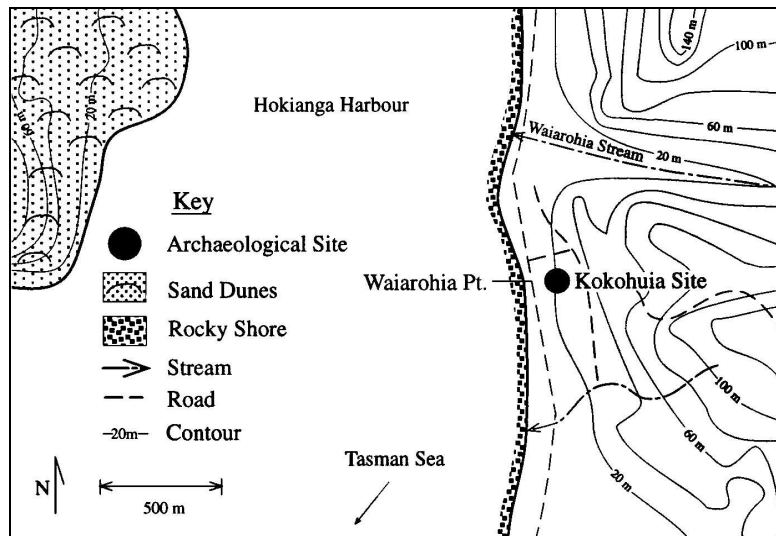 140 m
100 m
60 m
20 m
Hokianga Harbour
Waiarohia Stream
60 m
20 m
Key
Archaeological Site
Waiarohia Pt.
Kokohuia Site
Sand Dunes
Rocky Shore
Stream
Road
—20m— Contour
100 m
60 m
20 m
Tasman Sea
N
500 m